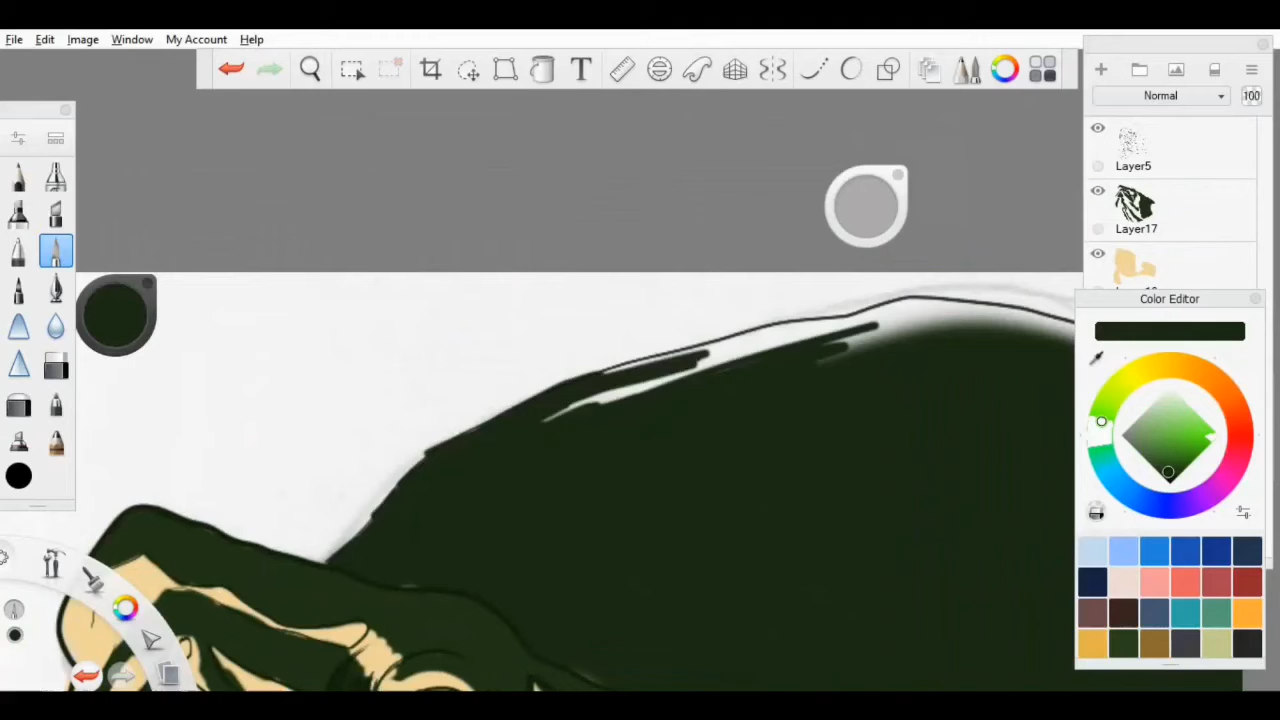 File Edit Image Window My Account Help
T
Normal 100
Layer5
Layer17
Color Editor